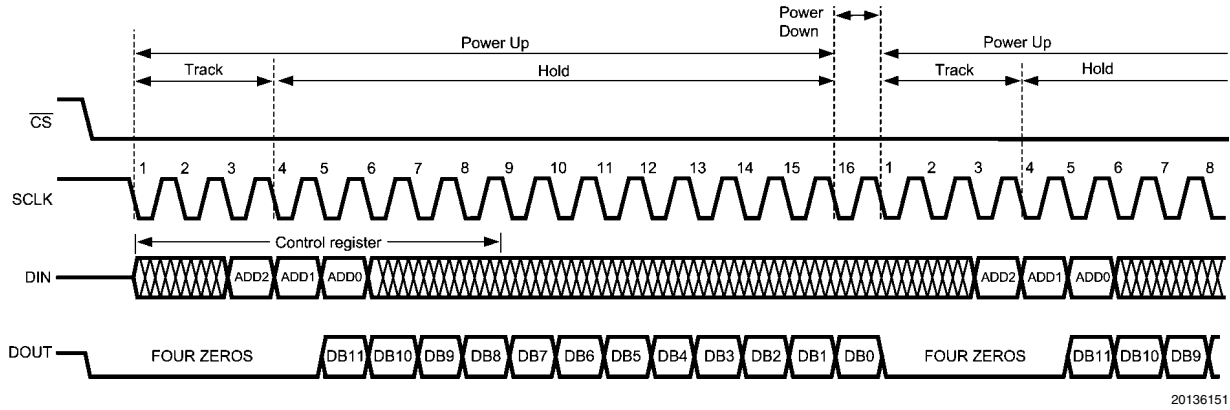 Power
Down
Power Up
Power Up
Track
Hold
Track
Hold
CS
1 2 3 4 5 6 7 8 9 10 11 12 13 14 15 16 1 2 3 4 5 6 7 8
SCLK
Control register
DIN
ADD2 ADD1 ADD0 ADD2 ADD1 ADD0
DOUT
FOUR ZEROS DB11 DB10 DB9 DB8 DB7 DB6 DB5 DB4 DB3 DB2 DB1 DB0 FOUR ZEROS DB11 DB10 DB9
20136151